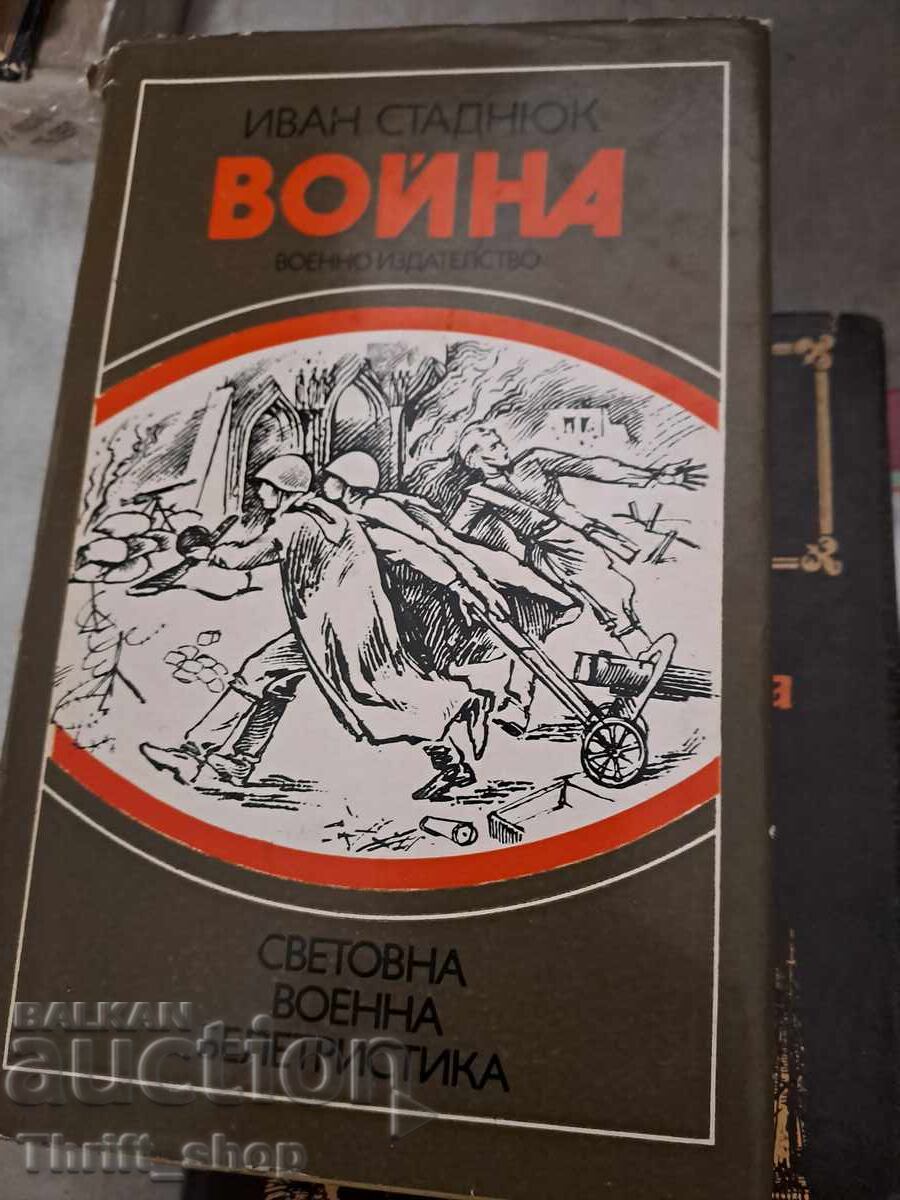 ИВАН СТАДНЮК
ВОЙНА
ВОЕННО ИЗДАТЕЛСТВО
а
СВЕТОВНА
ВОЕННА
БЕЛЕТРИСТИКА
BALKAN
auction
Thrift_shop